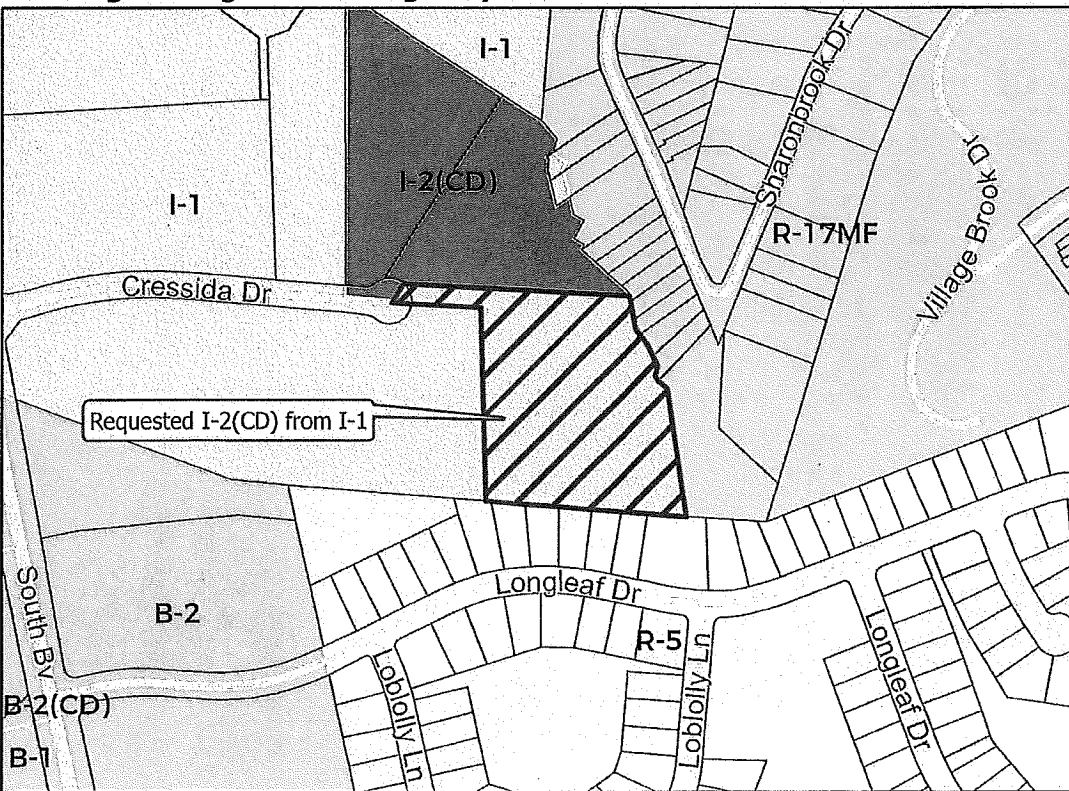 I-1
Sharonbrook Dr
I-2(CD)
I-1
R-17MF
Village Brook Dr
Cressida Dr
Requested I-2(CD) from I-1
Longleaf Dr
South Bv
B-2
R-5
Loblolly Ln
Loblolly Ln
Longleaf Dr
B-2(CD)
B-1